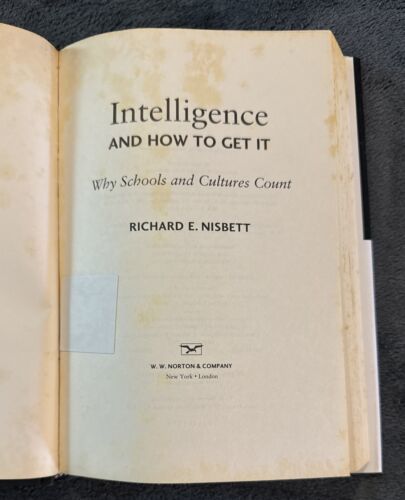 Intelligence
AND HOW TO GET IT
Why Schools and Cultures Count
RICHARD E. NISBETT
W. W. NORTON & COMPANY
New York • London